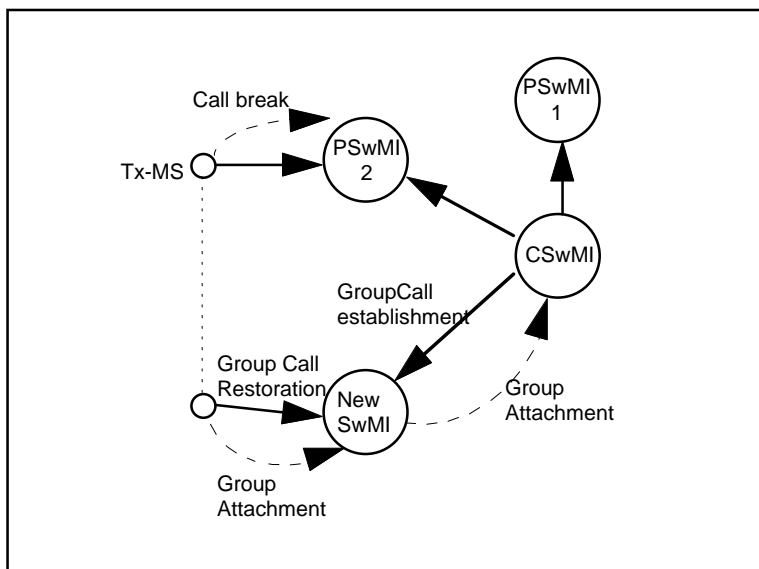 PSwMI
1
Call break
PSwMI
2
Tx-MS
CSwMI
GroupCall
establishment
Group Call
Restoration
New
SwMI
Group
Attachment
Group
Attachment